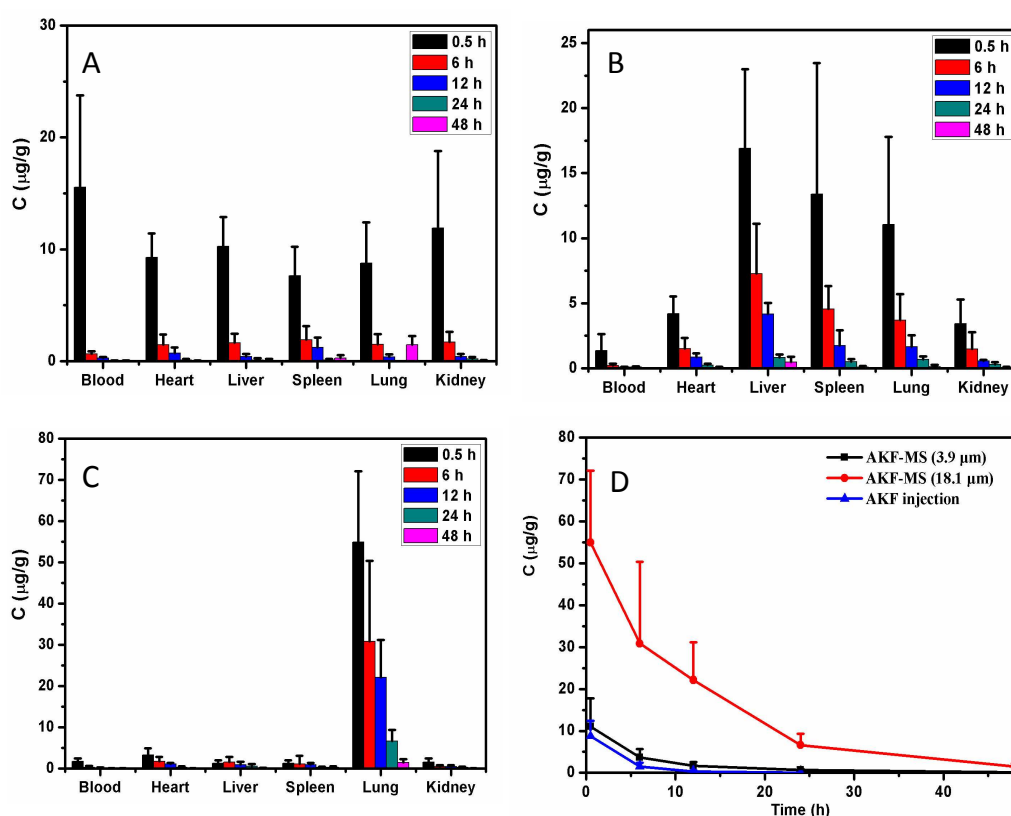 A
30
20
10
0
C (µg/g)
0.5 h
6 h
12 h
24 h
48 h
Blood Heart Liver Spleen Lung Kidney
B
25
20
15
10
5
0
C (µg/g)
0.5 h
6 h
12 h
24 h
48 h
Blood Heart Liver Spleen Lung Kidney
C
80
70
60
50
40
30
20
10
0
C (µg/g)
0.5 h
6 h
12 h
24 h
48 h
Blood Heart Liver Spleen Lung Kidney
D
80
70
60
50
40
30
20
10
0
C (µg/g)
AKF-MS (3.9 µm)
AKF-MS (18.1 µm)
AKF injection
0 10 20 30 40
Time (h)